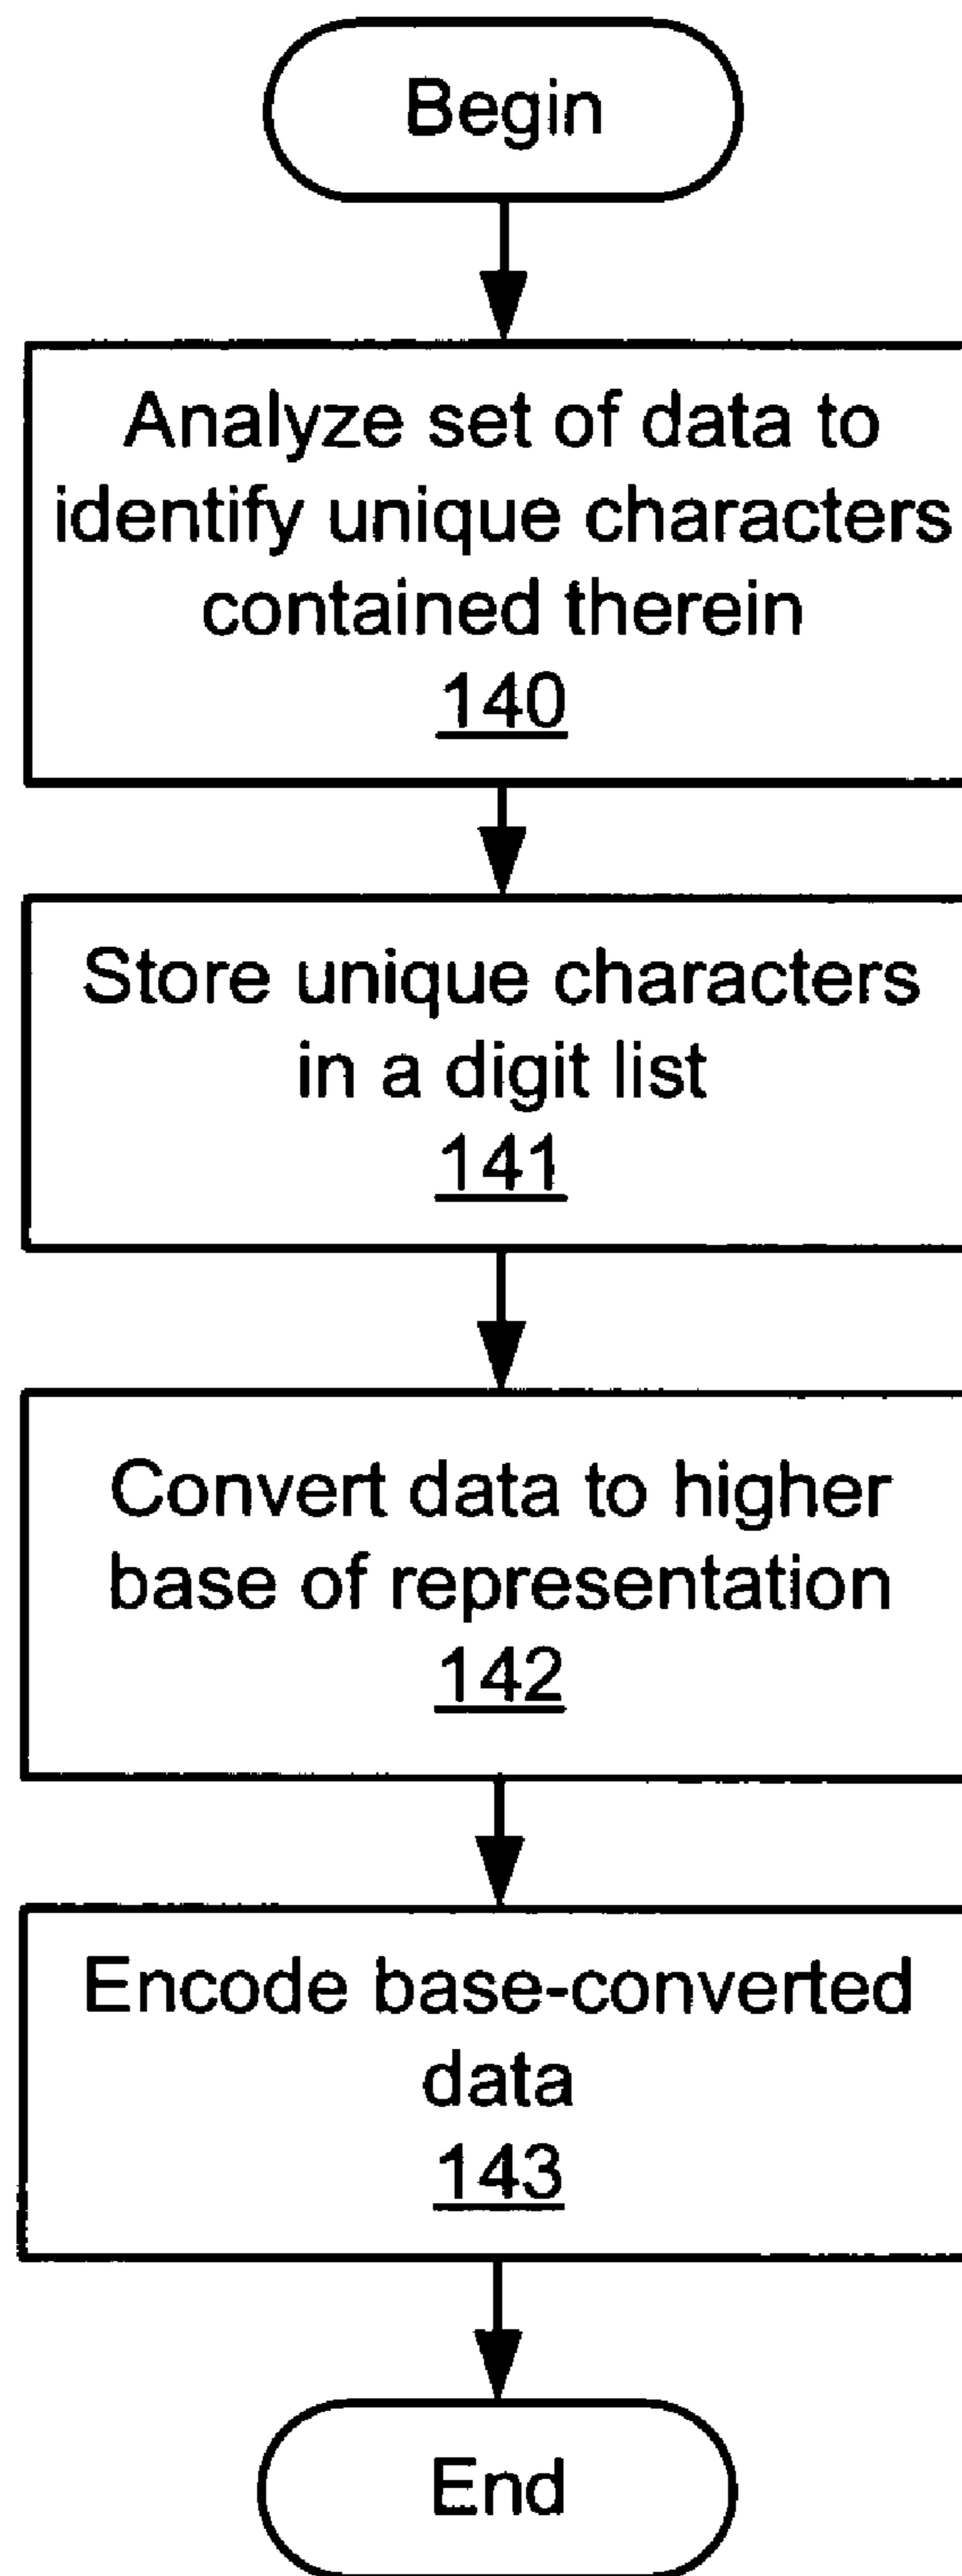 Begin
Analyze set of data to
identify unique characters
contained therein
140
Store unique characters
in a digit list
141
Convert data to higher
base of representation
142
Encode base-converted
data
143
End